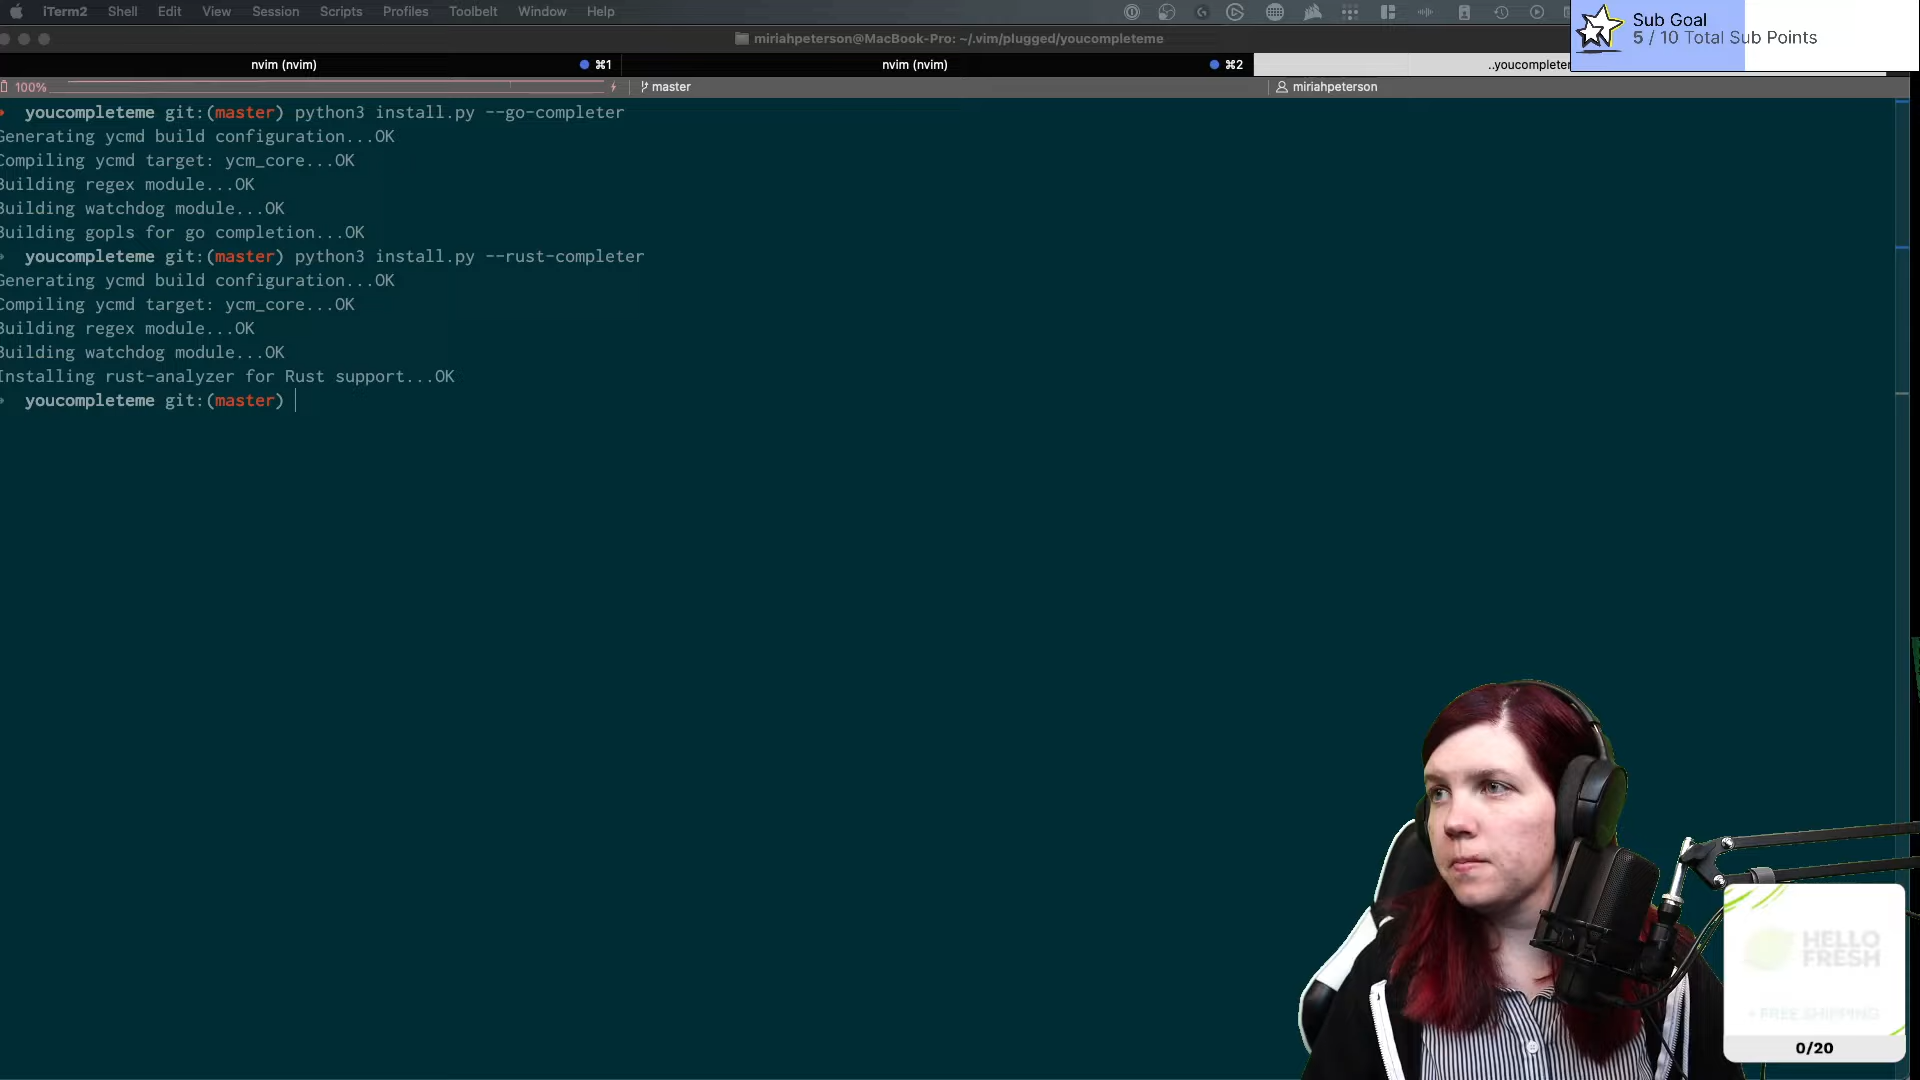 iTerm2 Shell Edit View Session Scripts Profiles Toolbelt Window Help
Sub Goal
5 / 10 Total Sub Points
miriahpeterson@MacBook-Pro: ~/.vim/plugged/youcompleteme
nvim (nvim) ⌘1 nvim (nvim) ⌘2 ..youcompleter
100% master miriahpeterson
youcompleteme git:(master) python3 install.py --go-completer
Generating ycmd build configuration...OK
Compiling ycmd target: ycm_core...OK
Building regex module...OK
Building watchdog module...OK
Building gopls for go completion...OK
youcompleteme git:(master) python3 install.py --rust-completer
Generating ycmd build configuration...OK
Compiling ycmd target: ycm_core...OK
Building regex module...OK
Building watchdog module...OK
Installing rust-analyzer for Rust support...OK
youcompleteme git:(master)
HELLO
FRESH
+ FREE SHIPPING
0/20